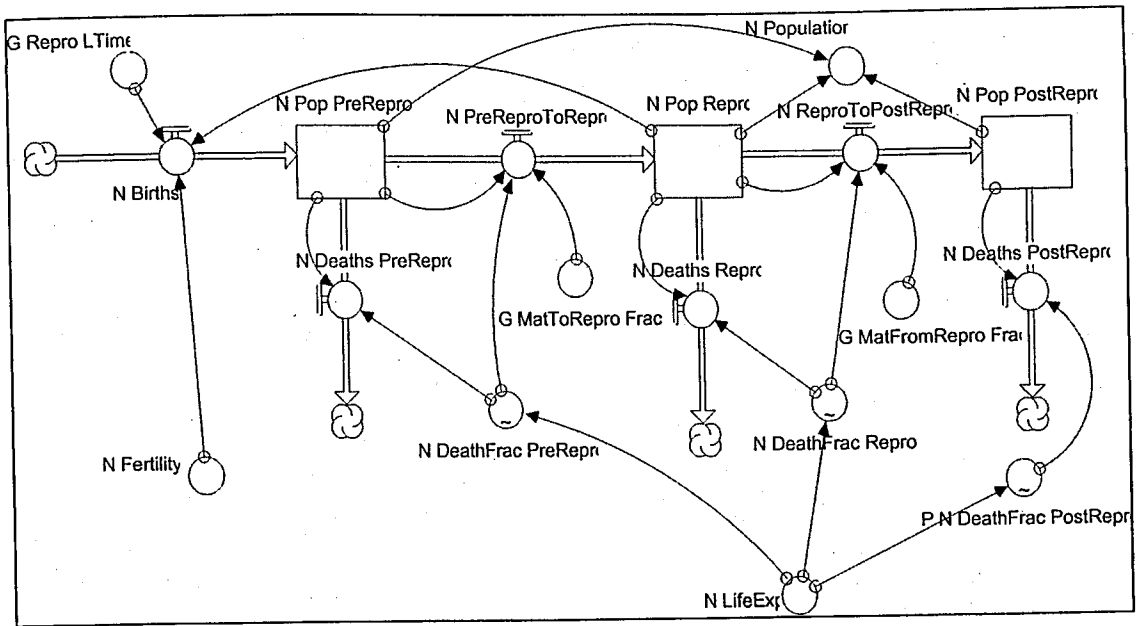 G Repro LTime
N Population
N Pop PreRepro
N PreReproToRepro
N Pop Repro
N ReproToPostRepro
N Pop PostRepro
N Births
N Deaths PreRepro
N Deaths Repro
N Deaths PostRepro
G MatToRepro Frac
G MatFromRepro Frac
N DeathFrac PreRepro
N DeathFrac Repro
N Fertility
P N DeathFrac PostRepro
N LifeExp
~
~
~